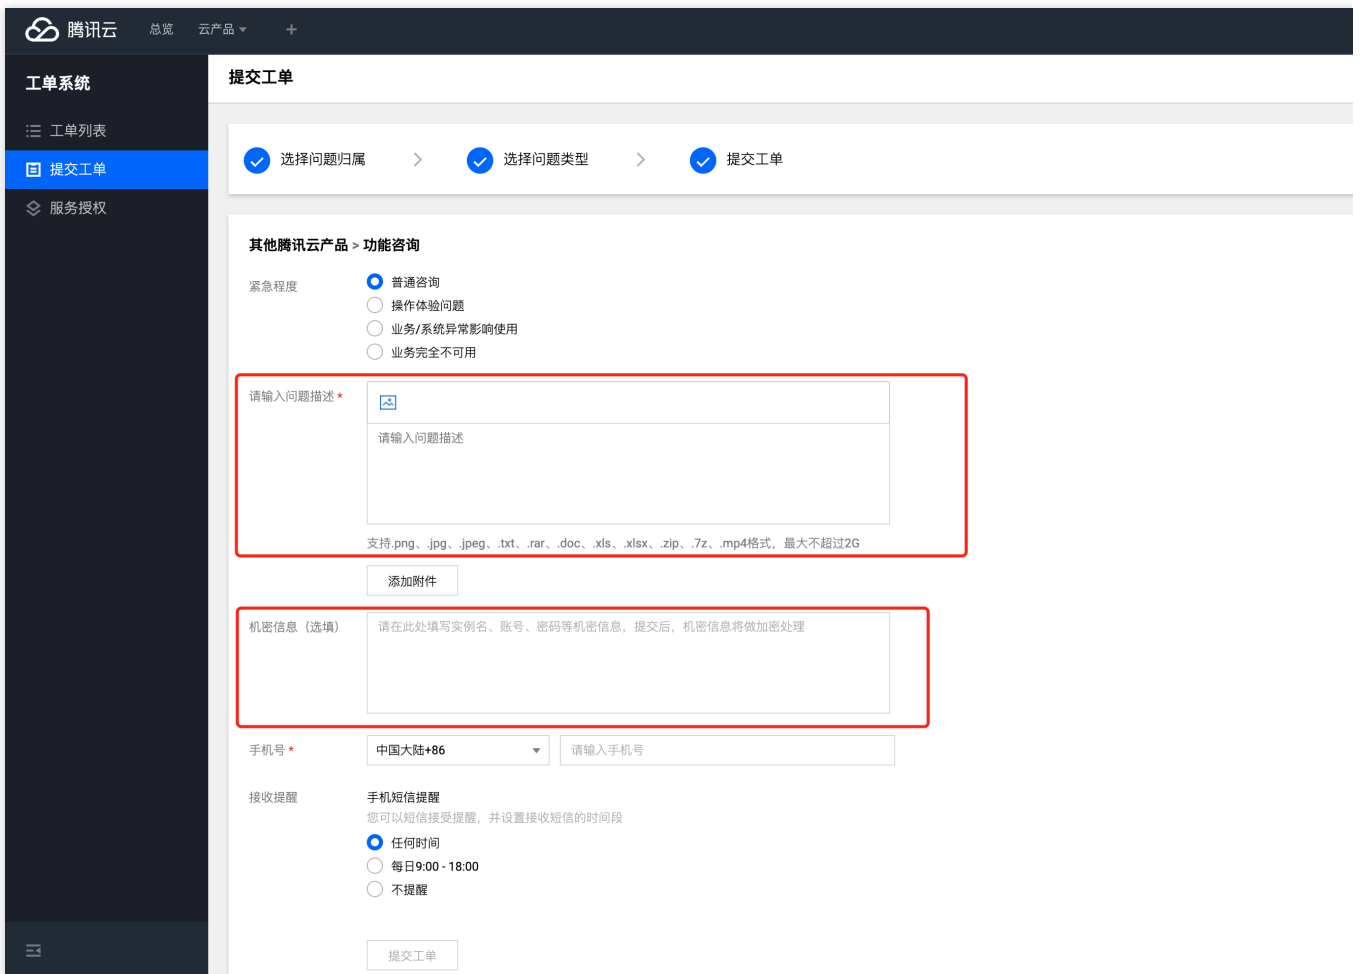 腾讯云 总览 云产品 +
工单系统
工单列表
提交工单
服务授权
提交工单
选择问题归属 > 选择问题类型 > 提交工单
其他腾讯云产品 > 功能咨询
紧急程度
普通咨询
操作体验问题
业务/系统异常影响使用
业务完全不可用
请输入问题描述 *
请输入问题描述
支持.png、.jpg、.jpeg、.txt、.rar、.doc、.xls、.xlsx、.zip、.7z、.mp4格式，最大不超过2G
添加附件
机密信息（选填）
请在此处填写实例名、账号、密码等机密信息，提交后，机密信息将做加密处理
手机号 * 中国大陆+86 请输入手机号
接收提醒 手机短信提醒
您可以短信接受提醒，并设置接收短信的时间段
任何时间
每日9:00 - 18:00
不提醒
提交工单